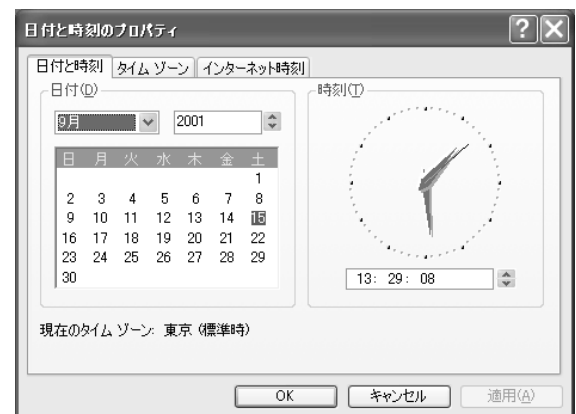 日付と時刻のプロパティ
日付と時刻 タイム ゾーン インターネット時刻
日付(D) 時刻(T)
9月 2001
日 月 火 水 木 金 土
1
2 3 4 5 6 7 8
9 10 11 12 13 14 15
16 17 18 19 20 21 22
23 24 25 26 27 28 29
30
13: 29: 08
現在のタイム ゾーン: 東京 (標準時)
OK キャンセル 適用(A)